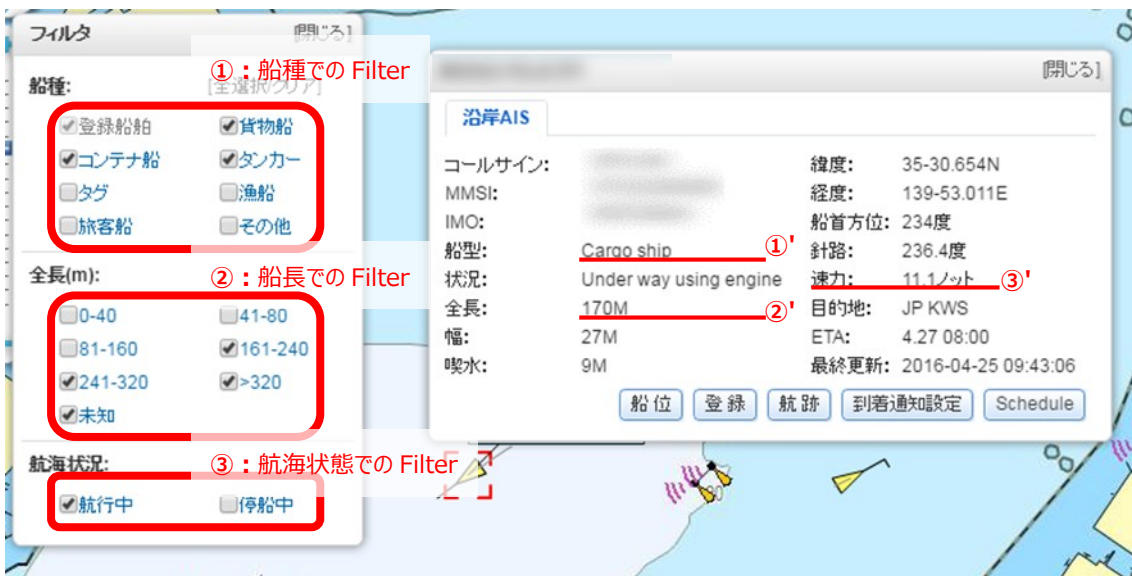 フィルタ [閉じる]
①：船種での Filter
船種: [全選択/クリア]
登録船舶 貨物船
コンテナ船 タンカー
タグ 漁船
旅客船 その他
全長(m): ②：船長での Filter
0-40 41-80
81-160 161-240
241-320 >320
未知
航海状況: ③：航海状態での Filter
航行中 停船中
[閉じる]
沿岸AIS
コールサイン: 緯度: 35-30.654N
MMSI: 経度: 139-53.011E
IMO: 船首方位: 234度
船型: Cargo ship ①' 針路: 236.4度
状況: Under way using engine 速力: 11.1ノット ③'
全長: 170M ②' 目的地: JP KWS
幅: 27M ETA: 4.27 08:00
喫水: 9M 最終更新: 2016-04-25 09:43:06
船位 登録 航跡 到着通知設定 Schedule